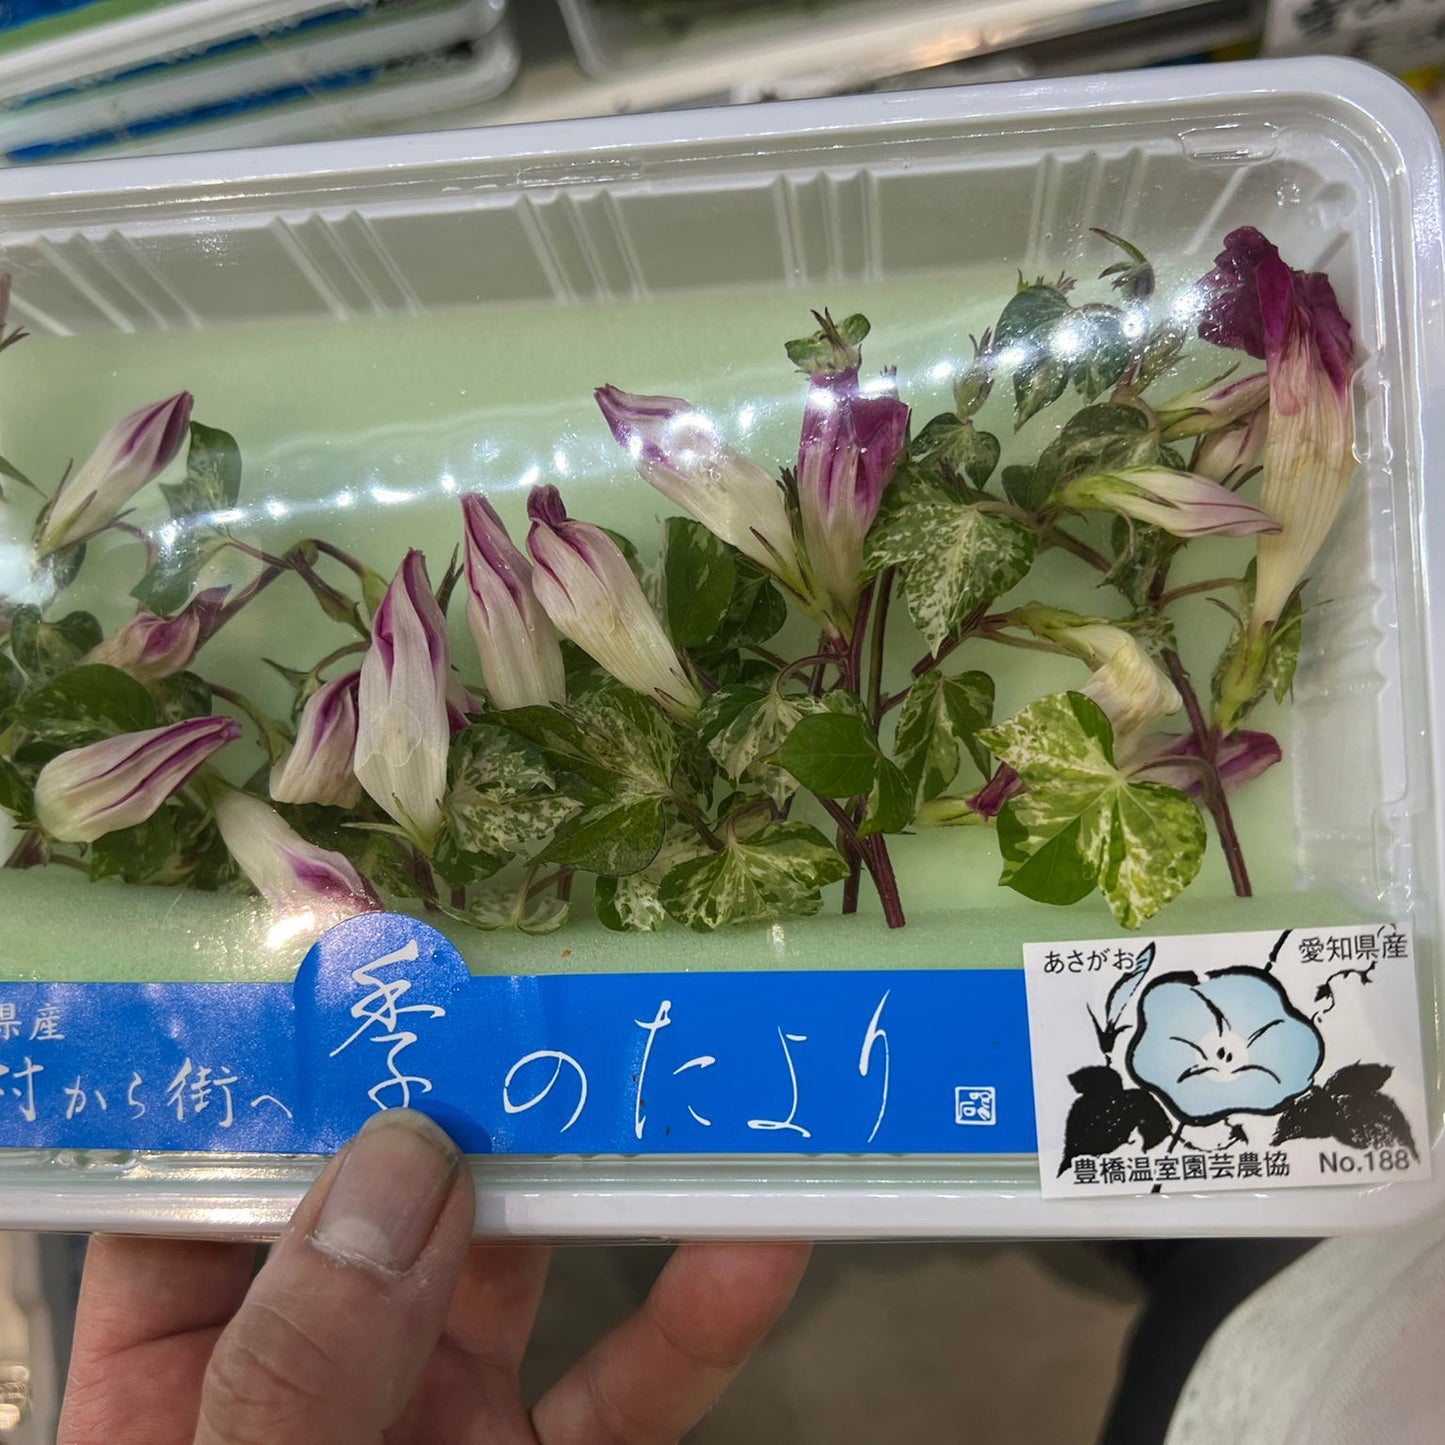 県産
村から街へ
季のたより
あさがお
愛知県産
豊橋温室園芸農協 No.188